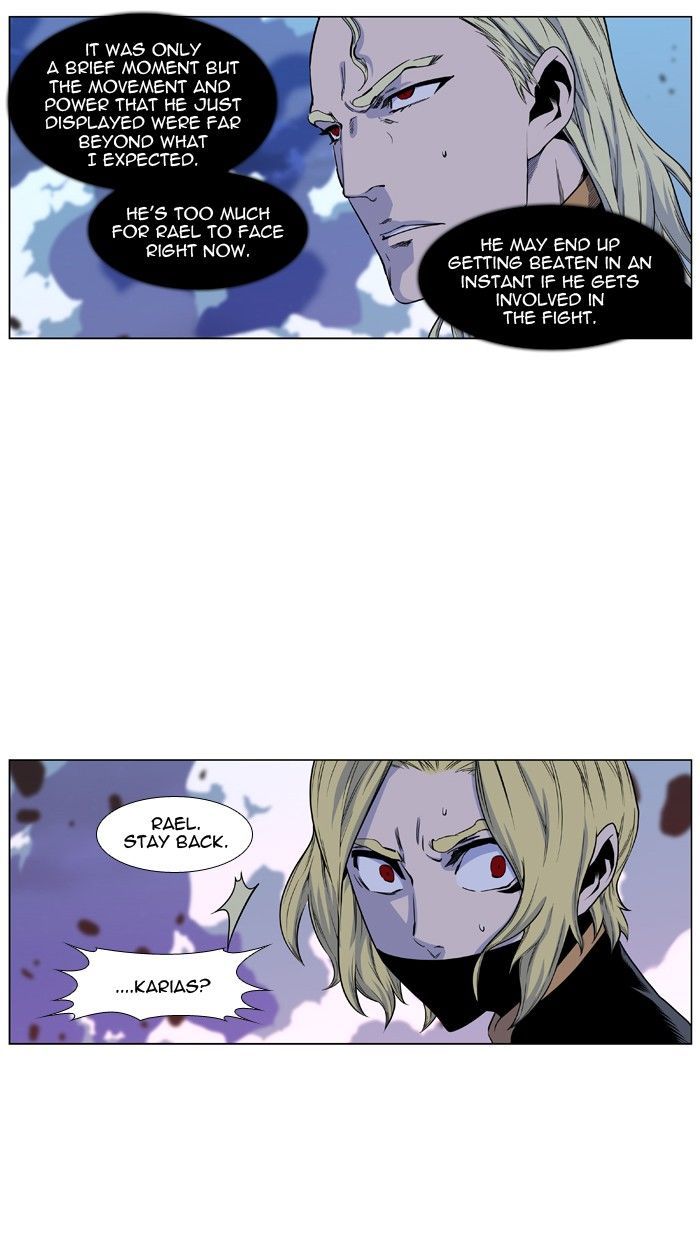 IT WAS ONLY
A BRIEF MOMENT BUT
THE MOVEMENT AND
POWER THAT HE JUST
DISPLAYED WERE FAR
BEYOND WHAT
I EXPECTED.
HE'S TOO MUCH
FOR RAEL TO FACE
RIGHT NOW.
HE MAY END UP
GETTING BEATEN IN AN
INSTANT IF HE GETS
INVOLVED IN
THE FIGHT.
RAEL.
STAY BACK.
....KARIAS?